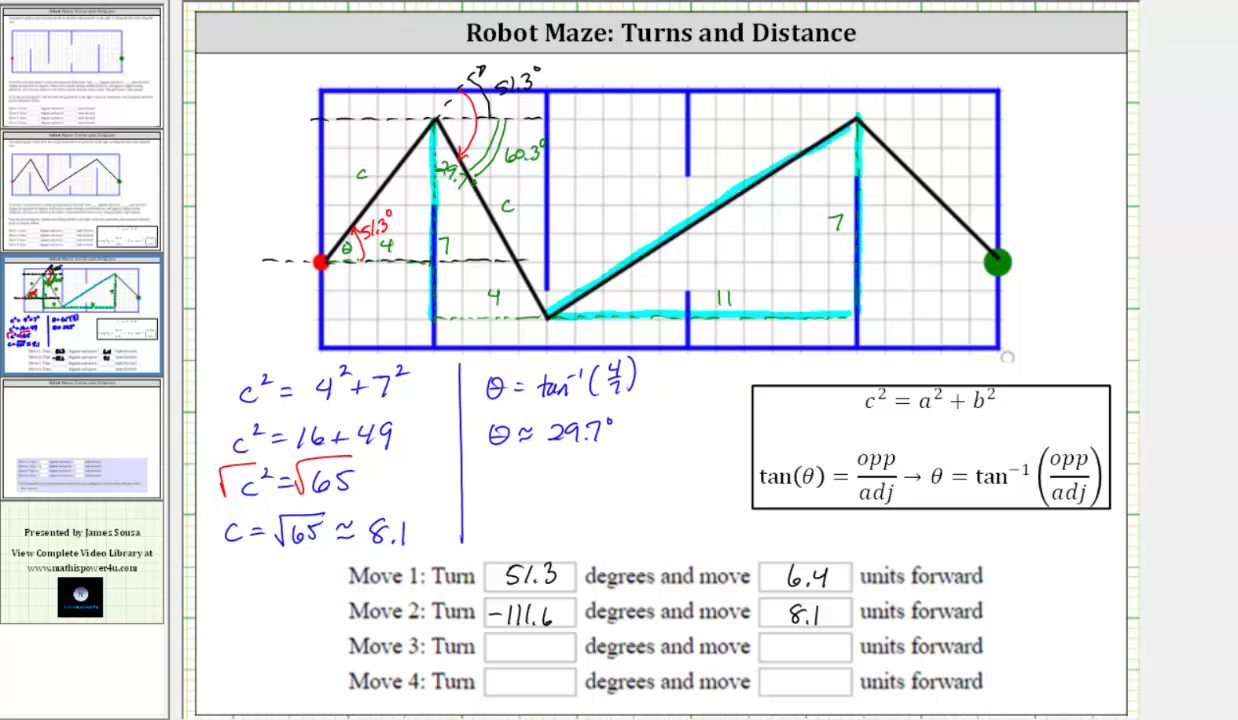 Robot Maze: Turns and Distance
51.3°
60.3°
29.7°
c
c
51.3°
θ
4
7
4
11
7
c² = 4² + 7²
c² = 16 + 49
√c² = √65
c = √65 ≈ 8.1
θ = tan⁻¹(4/7)
θ ≈ 29.7°
c² = a² + b²
tan(θ) = opp/adj → θ = tan⁻¹(opp/adj)
Move 1: Turn 51.3 degrees and move 6.4 units forward
Move 2: Turn -111.6 degrees and move 8.1 units forward
Move 3: Turn degrees and move units forward
Move 4: Turn degrees and move units forward
Presented by James Sousa
View Complete Video Library at
www.mathispower4u.com